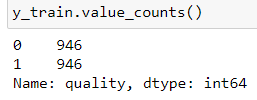 y_train.value_counts()
0    946
1    946
Name: quality, dtype: int64